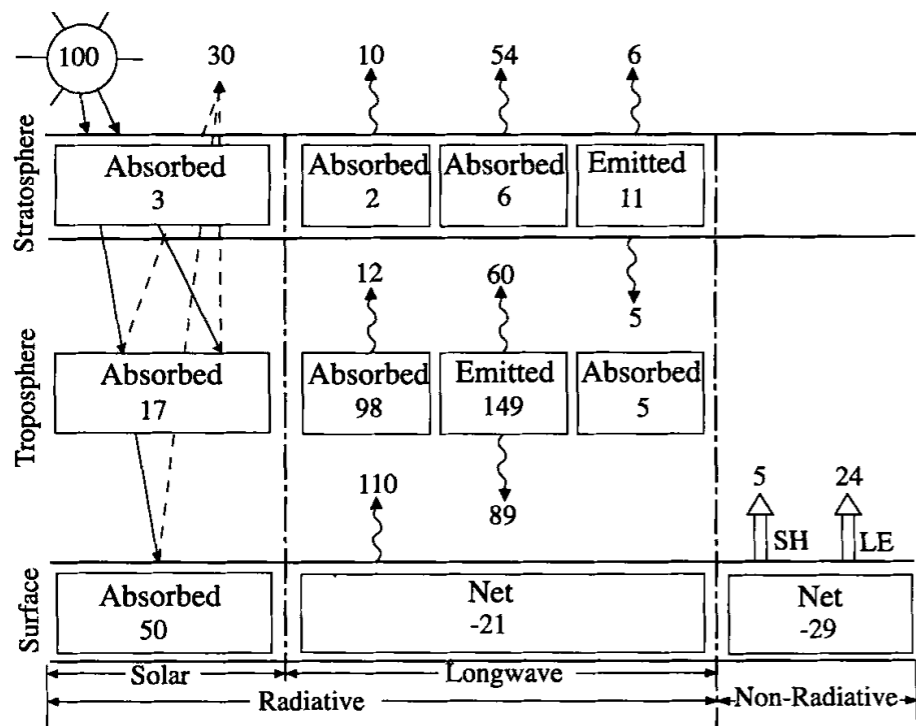 100
30
10
54
6
Stratosphere
Absorbed
3
Absorbed
2
Absorbed
6
Emitted
11
12
60
5
Troposphere
Absorbed
17
Absorbed
98
Emitted
149
Absorbed
5
110
89
5
24
SH
LE
Surface
Absorbed
50
Net
-21
Net
-29
Solar
Longwave
Radiative
Non-Radiative